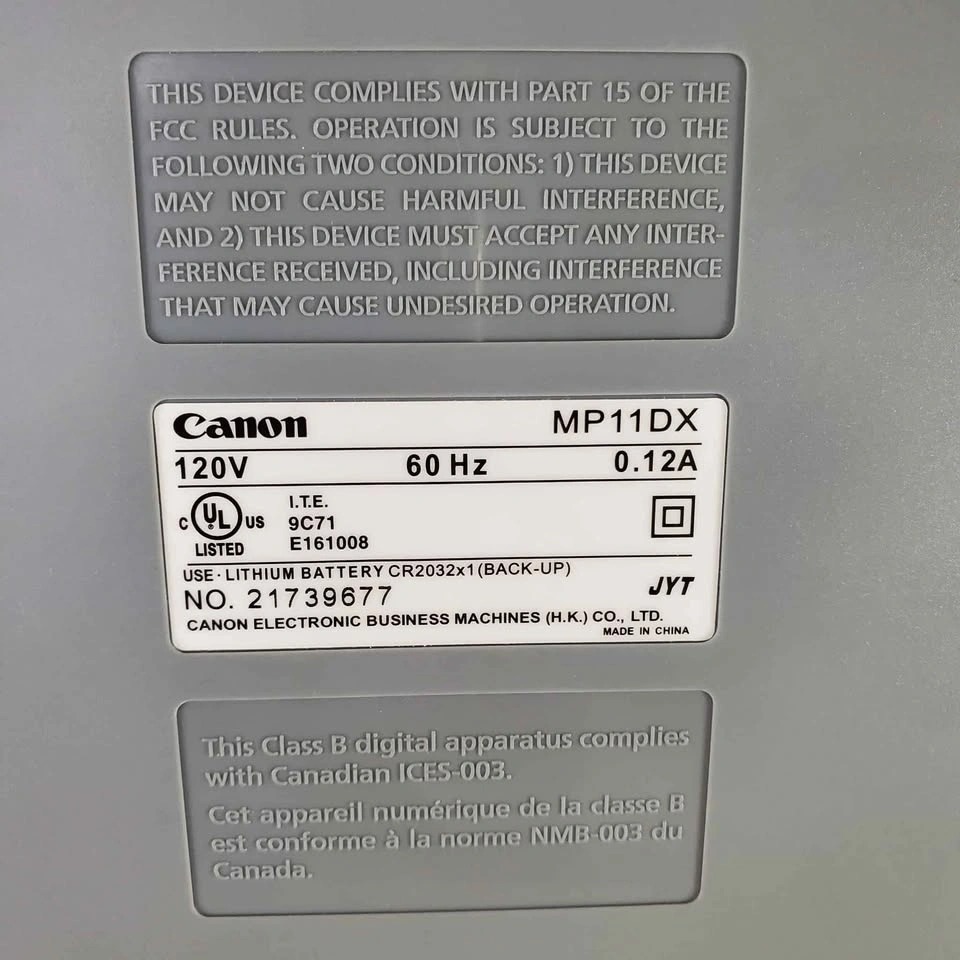 THIS DEVICE COMPLIES WITH PART 15 OF THE
FCC RULES. OPERATION IS SUBJECT TO THE
FOLLOWING TWO CONDITIONS: 1) THIS DEVICE
MAY NOT CAUSE HARMFUL INTERFERENCE,
AND 2) THIS DEVICE MUST ACCEPT ANY INTER-
FERENCE RECEIVED, INCLUDING INTERFERENCE
THAT MAY CAUSE UNDESIRED OPERATION.
Canon MP11DX
120V 60 Hz 0.12A
C UL US LISTED
I.T.E.
9C71
E161008
USE·LITHIUM BATTERY CR2032x1(BACK-UP)
NO. 21739677 JYT
CANON ELECTRONIC BUSINESS MACHINES (H.K.) CO., LTD.
MADE IN CHINA
This Class B digital apparatus complies
with Canadian ICES-003.
Cet appareil numérique de la classe B
est conforme à la norme NMB-003 du
Canada.